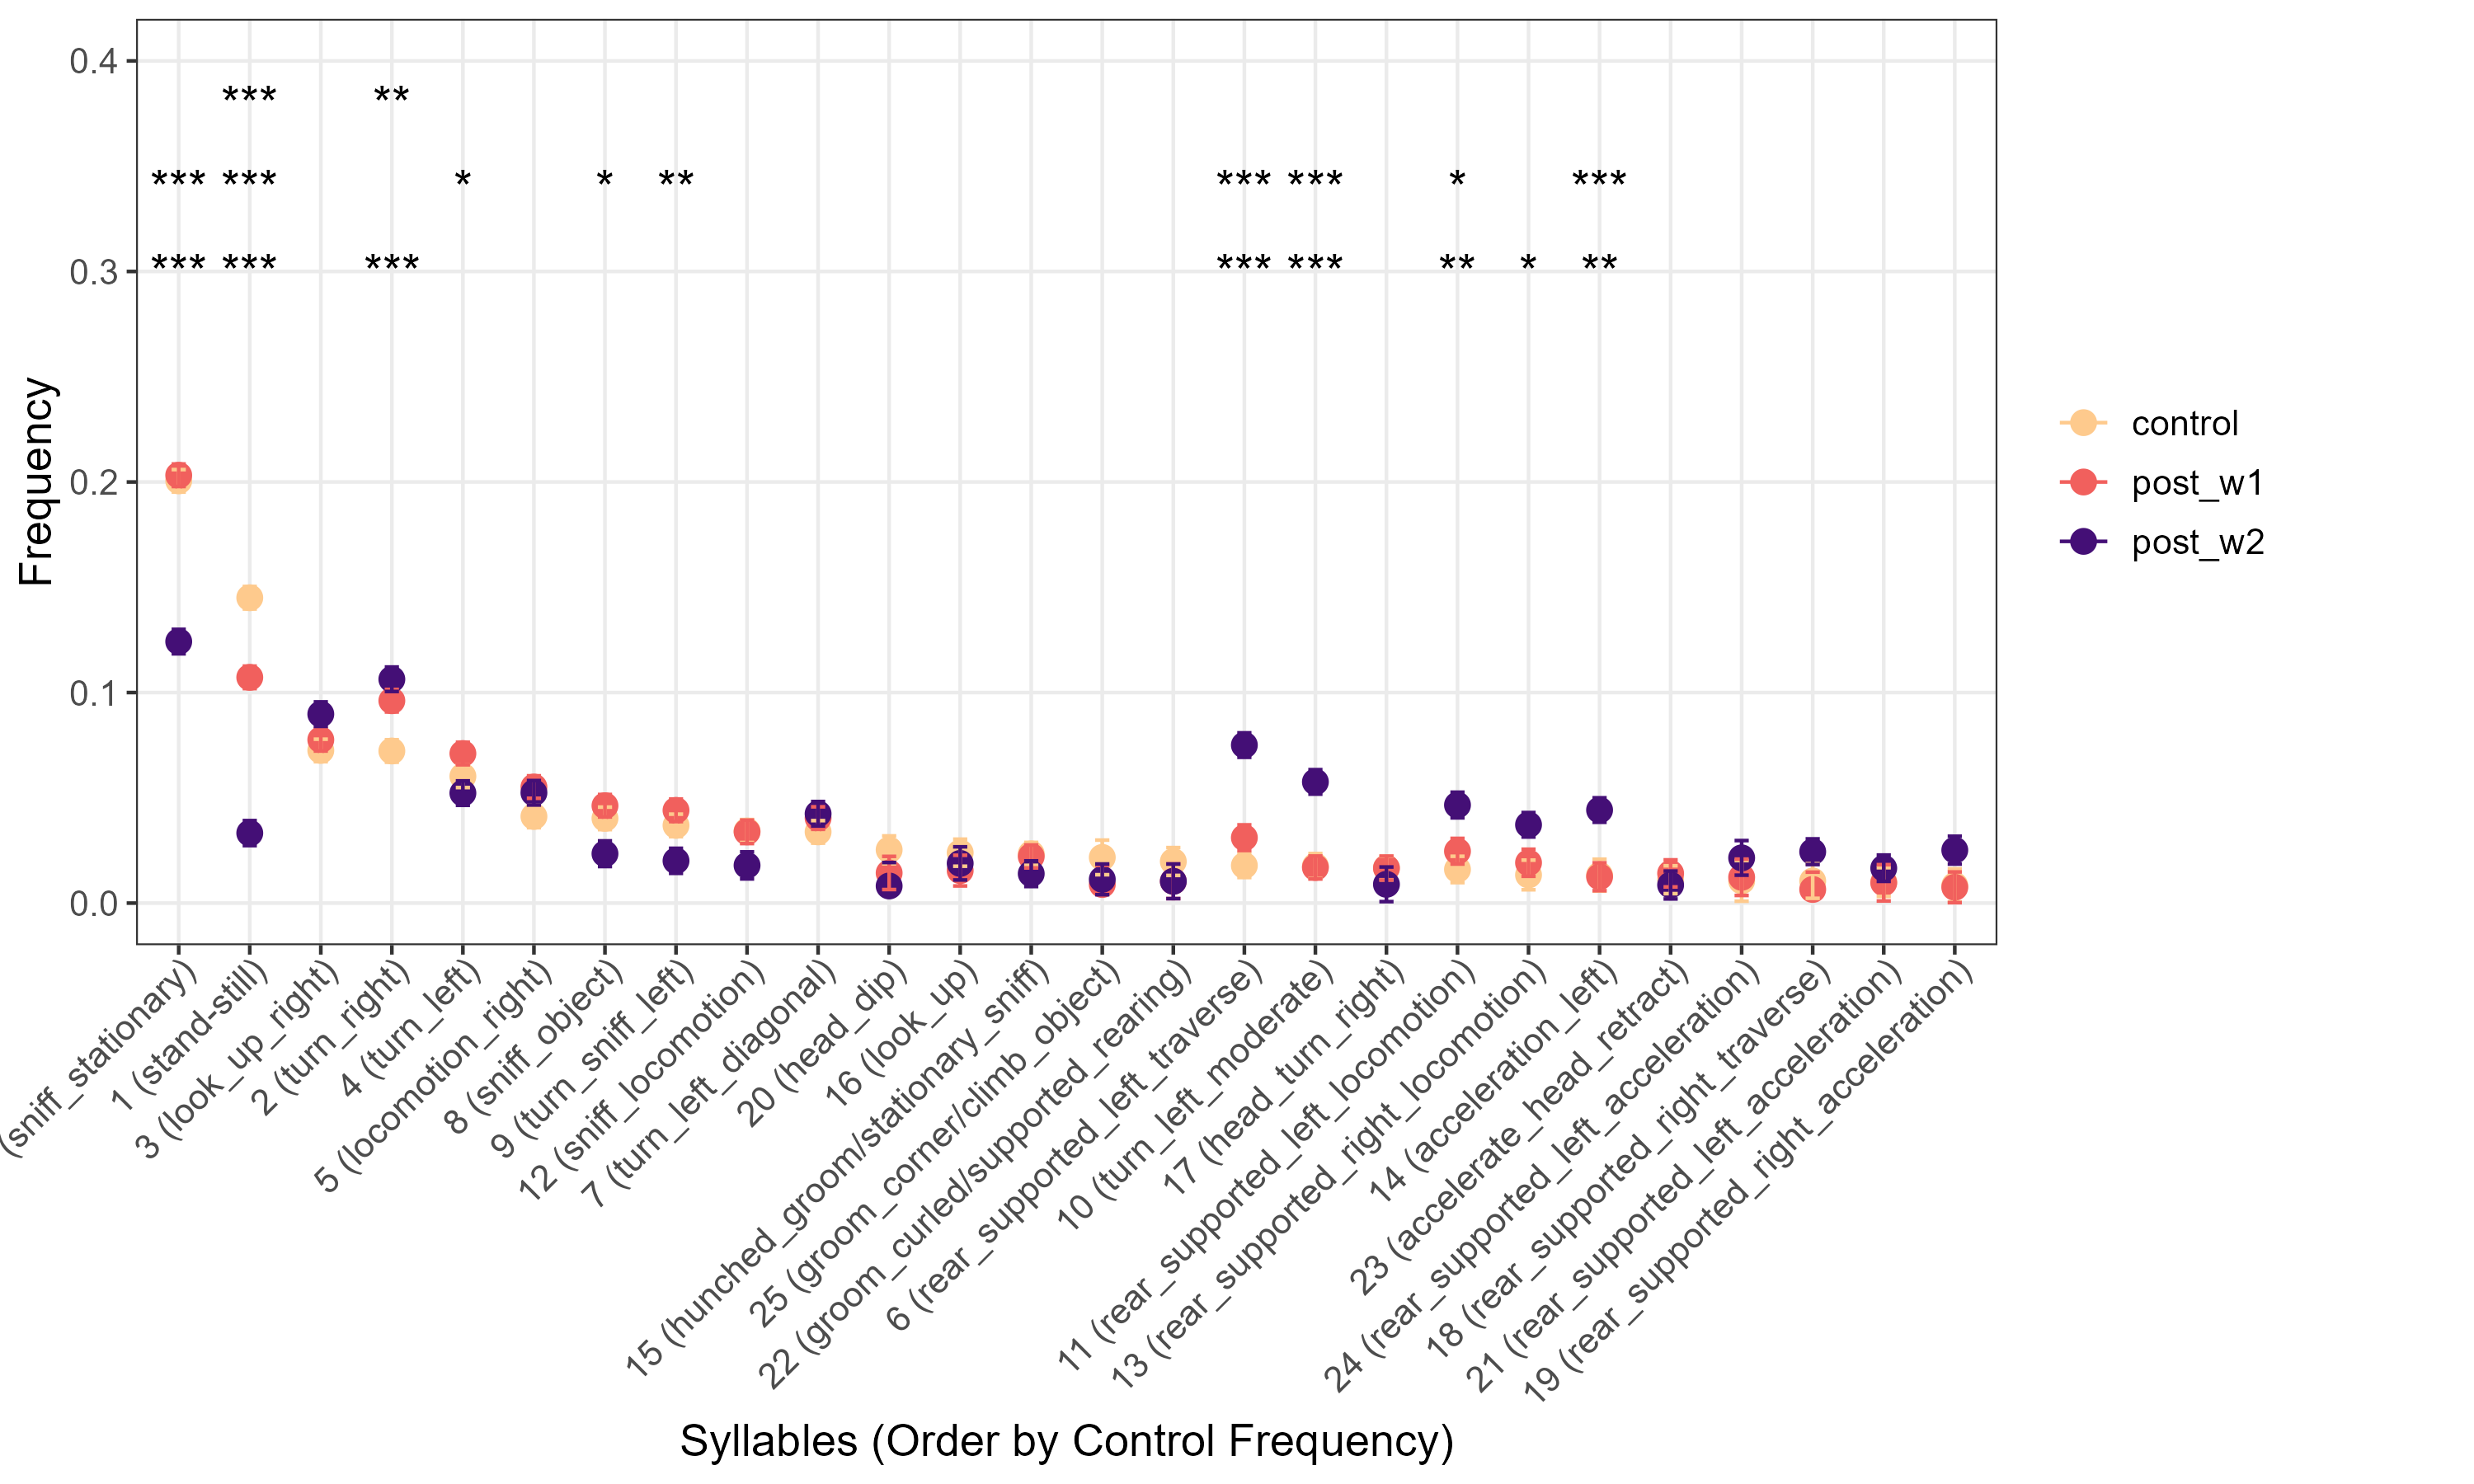 0.4
0.3
0.2
0.1
0.0
Frequency
*** **
*** *** * * ** *** *** * ***
*** *** *** *** *** ** * **
control
post_w1
post_w2
(sniff_stationary)
1 (stand-still)
3 (look_up_right)
2 (turn_right)
4 (turn_left)
5 (locomotion_right)
8 (sniff_object)
9 (turn_sniff_left)
12 (sniff_locomotion)
7 (turn_left_diagonal)
20 (head_dip)
16 (look_up)
15 (hunched_groom/stationary_sniff)
25 (groom_corner/climb_object)
22 (groom_curled/supported_rearing)
6 (rear_supported_left_traverse)
10 (turn_left_moderate)
17 (head_turn_right)
11 (rear_supported_left_locomotion)
13 (rear_supported_right_locomotion)
14 (acceleration_left)
23 (accelerate_head_retract)
24 (rear_supported_left_acceleration)
18 (rear_supported_right_traverse)
21 (rear_supported_left_acceleration)
19 (rear_supported_right_acceleration)
Syllables (Order by Control Frequency)